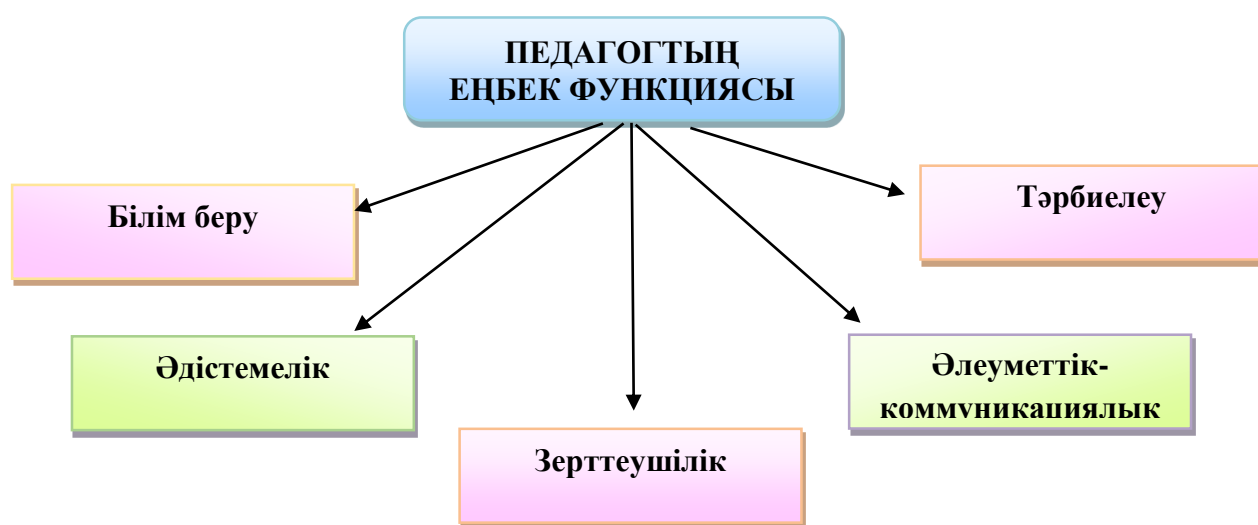 ПЕДАГОГТЫҢ
ЕҢБЕК ФУНКЦИЯСЫ
Білім беру
Тәрбиелеу
Әдістемелік
Әлеуметтік-
коммуникациялық
Зерттеушілік